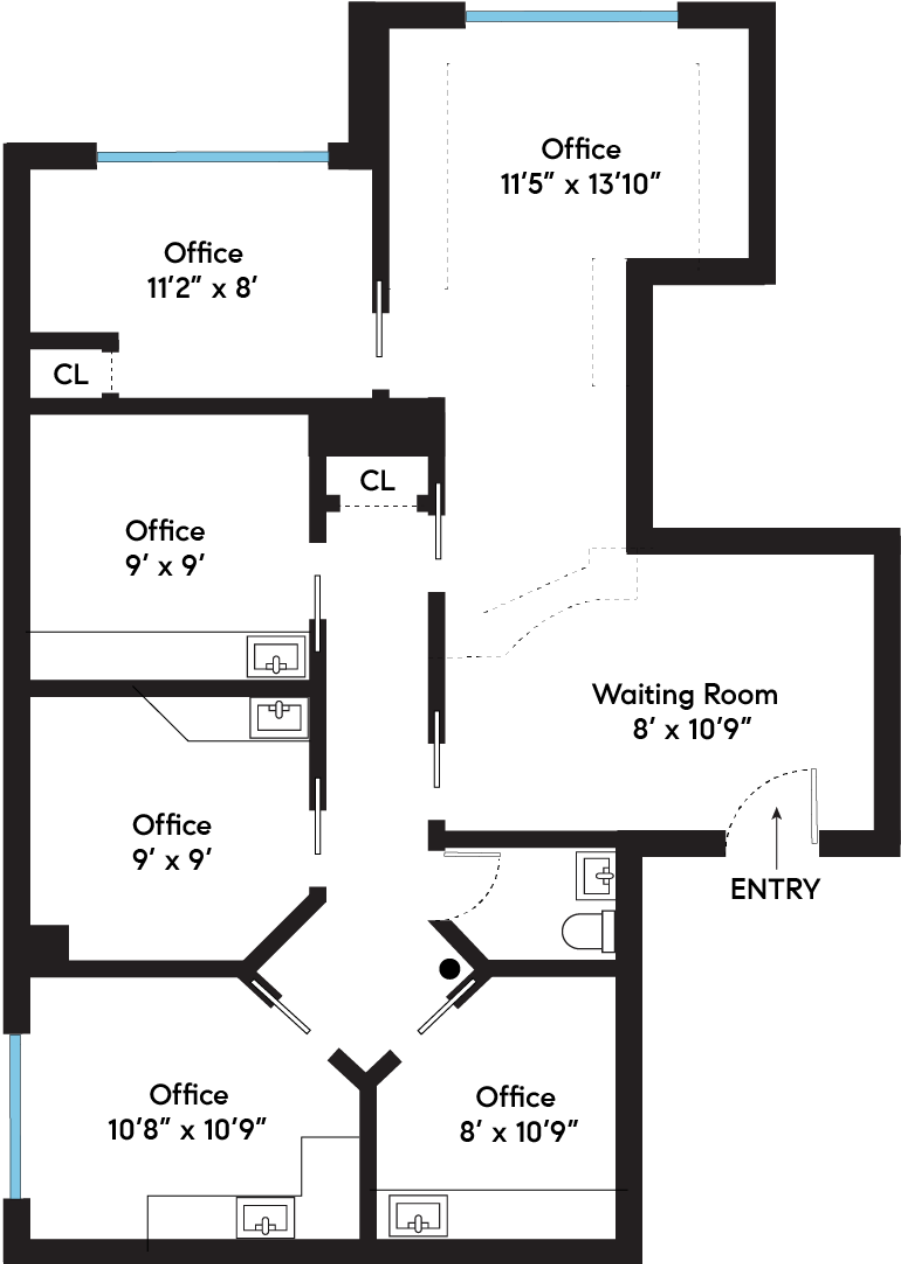 Office
11’5” x 13’10”
Office
11’2” x 8’
CL
CL
Office
9’ x 9’
Waiting Room
8’ x 10’9”
Office
9’ x 9’
ENTRY
Office
10’8” x 10’9”
Office
8’ x 10’9”